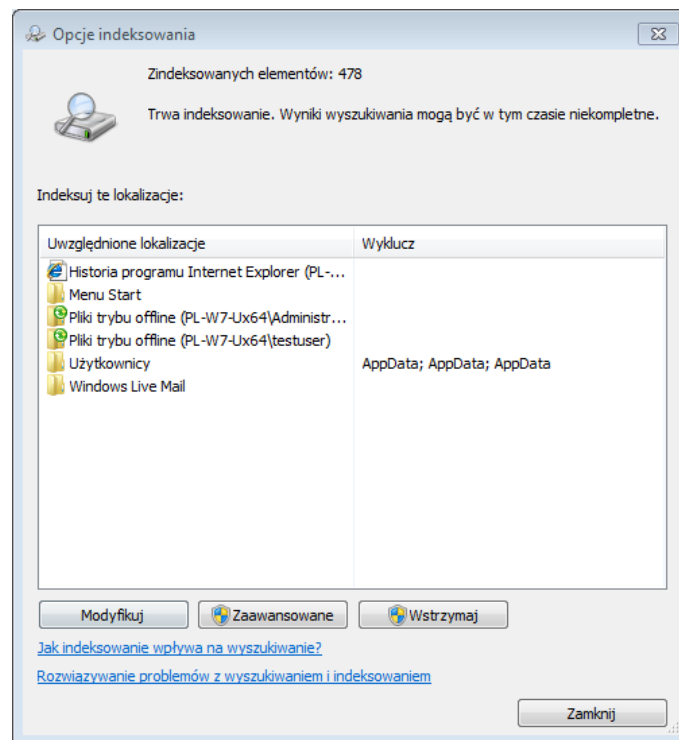 Opcje indeksowania
Zindeksowanych elementów: 478
Trwa indeksowanie. Wyniki wyszukiwania mogą być w tym czasie niekompletne.
Indeksuj te lokalizacje:
Uwzględnione lokalizacje Wyklucz
Historia programu Internet Explorer (PL-...
Menu Start
Pliki trybu offline (PL-W7-Ux64\Administr...
Pliki trybu offline (PL-W7-Ux64\testuser)
Użytkownicy AppData; AppData; AppData
Windows Live Mail
Modyfikuj Zaawansowane Wstrzymaj
Jak indeksowanie wpływa na wyszukiwanie?
Rozwiązywanie problemów z wyszukiwaniem i indeksowaniem
Zamknij